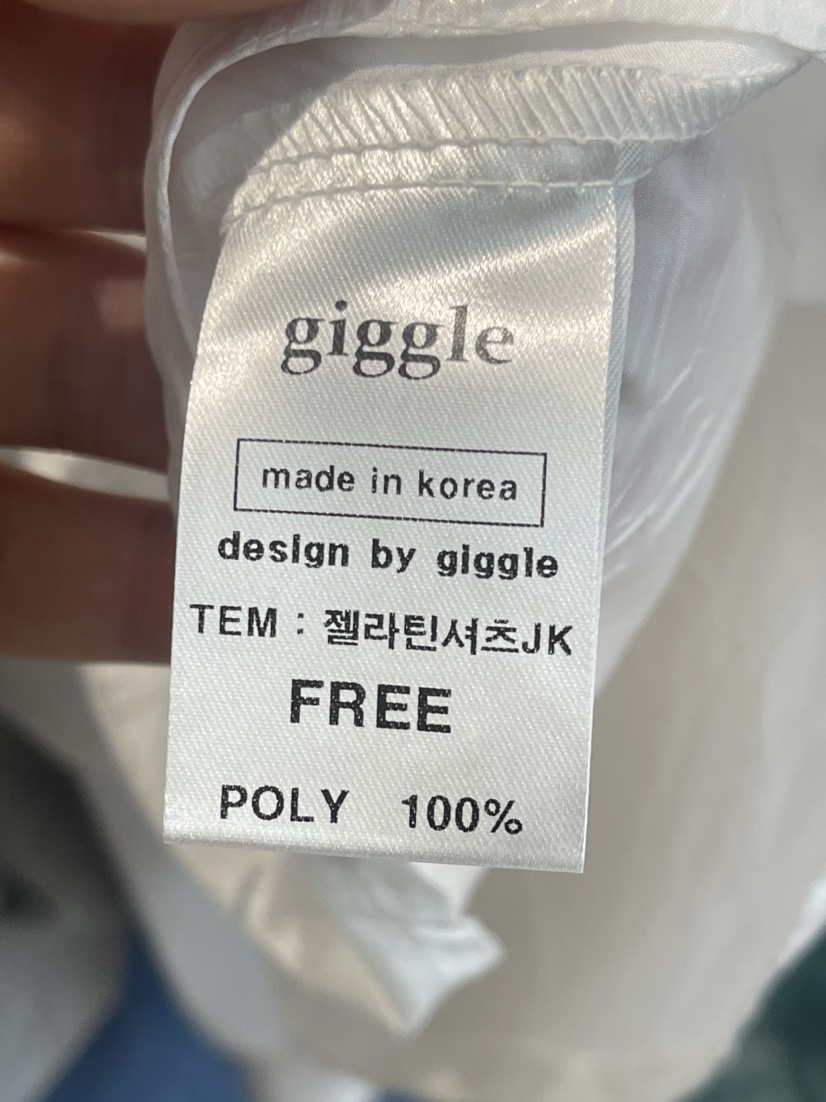 giggle
made in korea
design by giggle
TEM : 젤라틴셔츠JK
FREE
POLY 100%